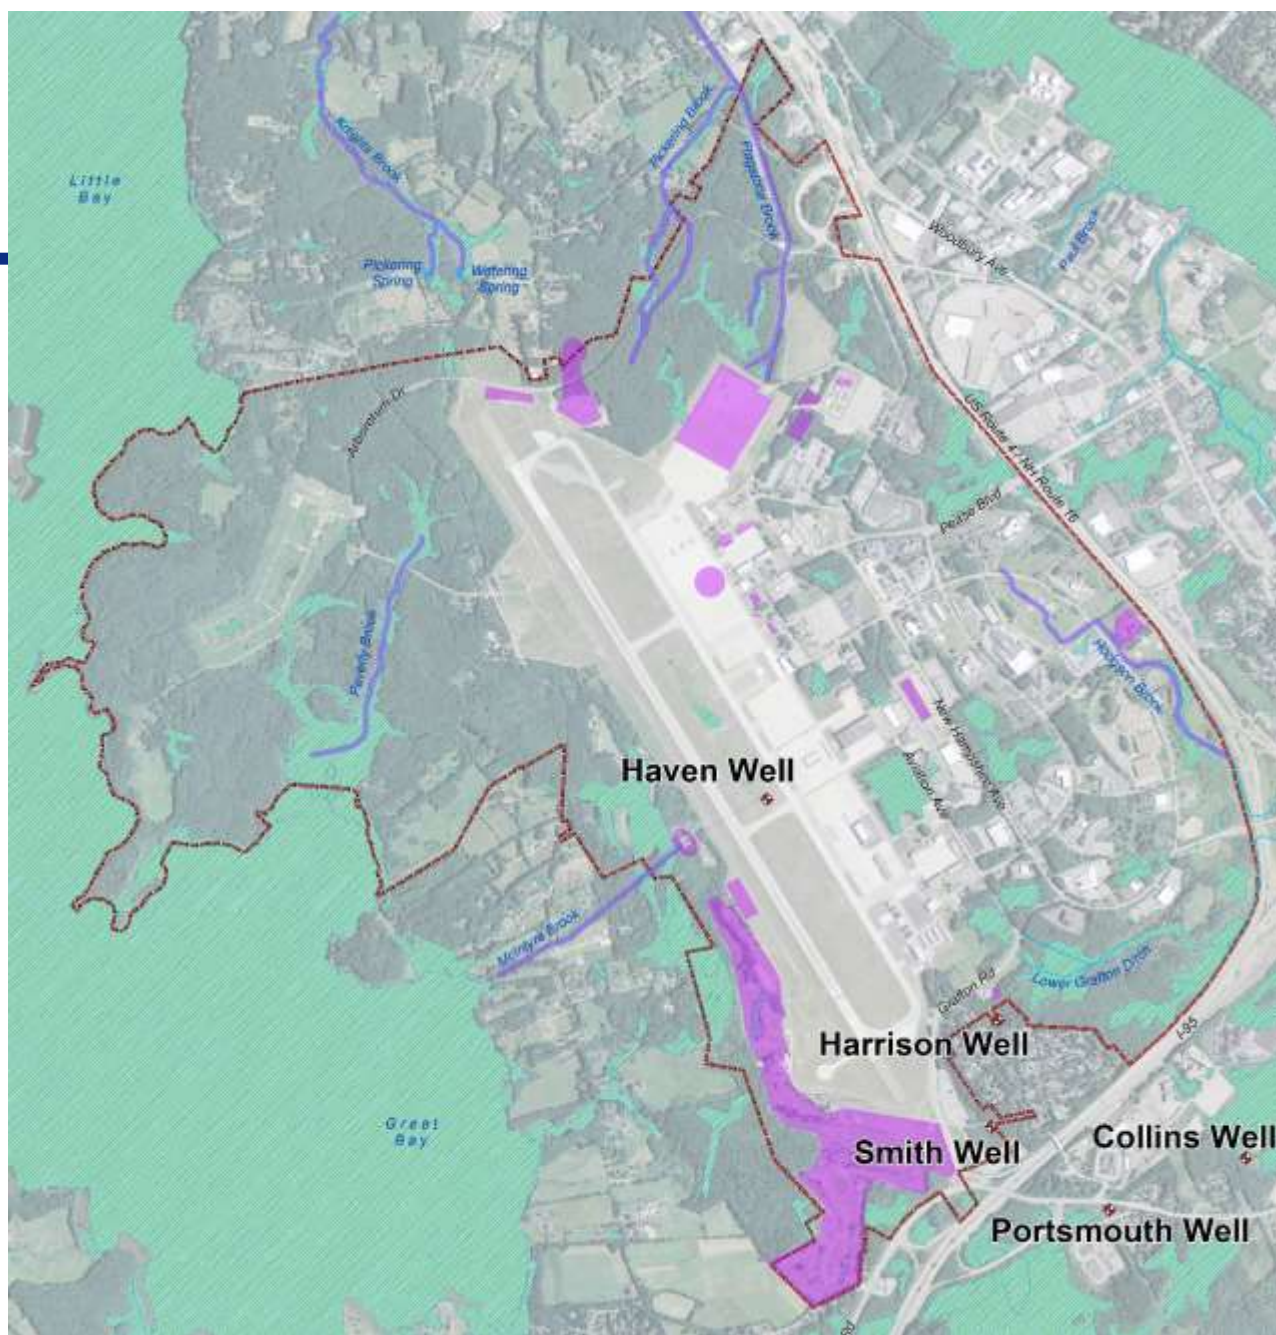 Little
Bay
Knights Brook
Pickering Brook
Flagstone Brook
Pickering
Spring
Watering
Spring
Woodbury Ave
Paul Brook
Arboretum Dr
US Route 4 / NH Route 16
Pease Blvd
Peverly Brook
Hodgson Brook
New Hampshire Ave
Aviation Ave
Haven Well
McIntyre Brook
Lower Grafton Ditch
Grafton Rd
Harrison Well
I-95
Great
Bay
Smith Well
Collins Well
Portsmouth Well
Rd